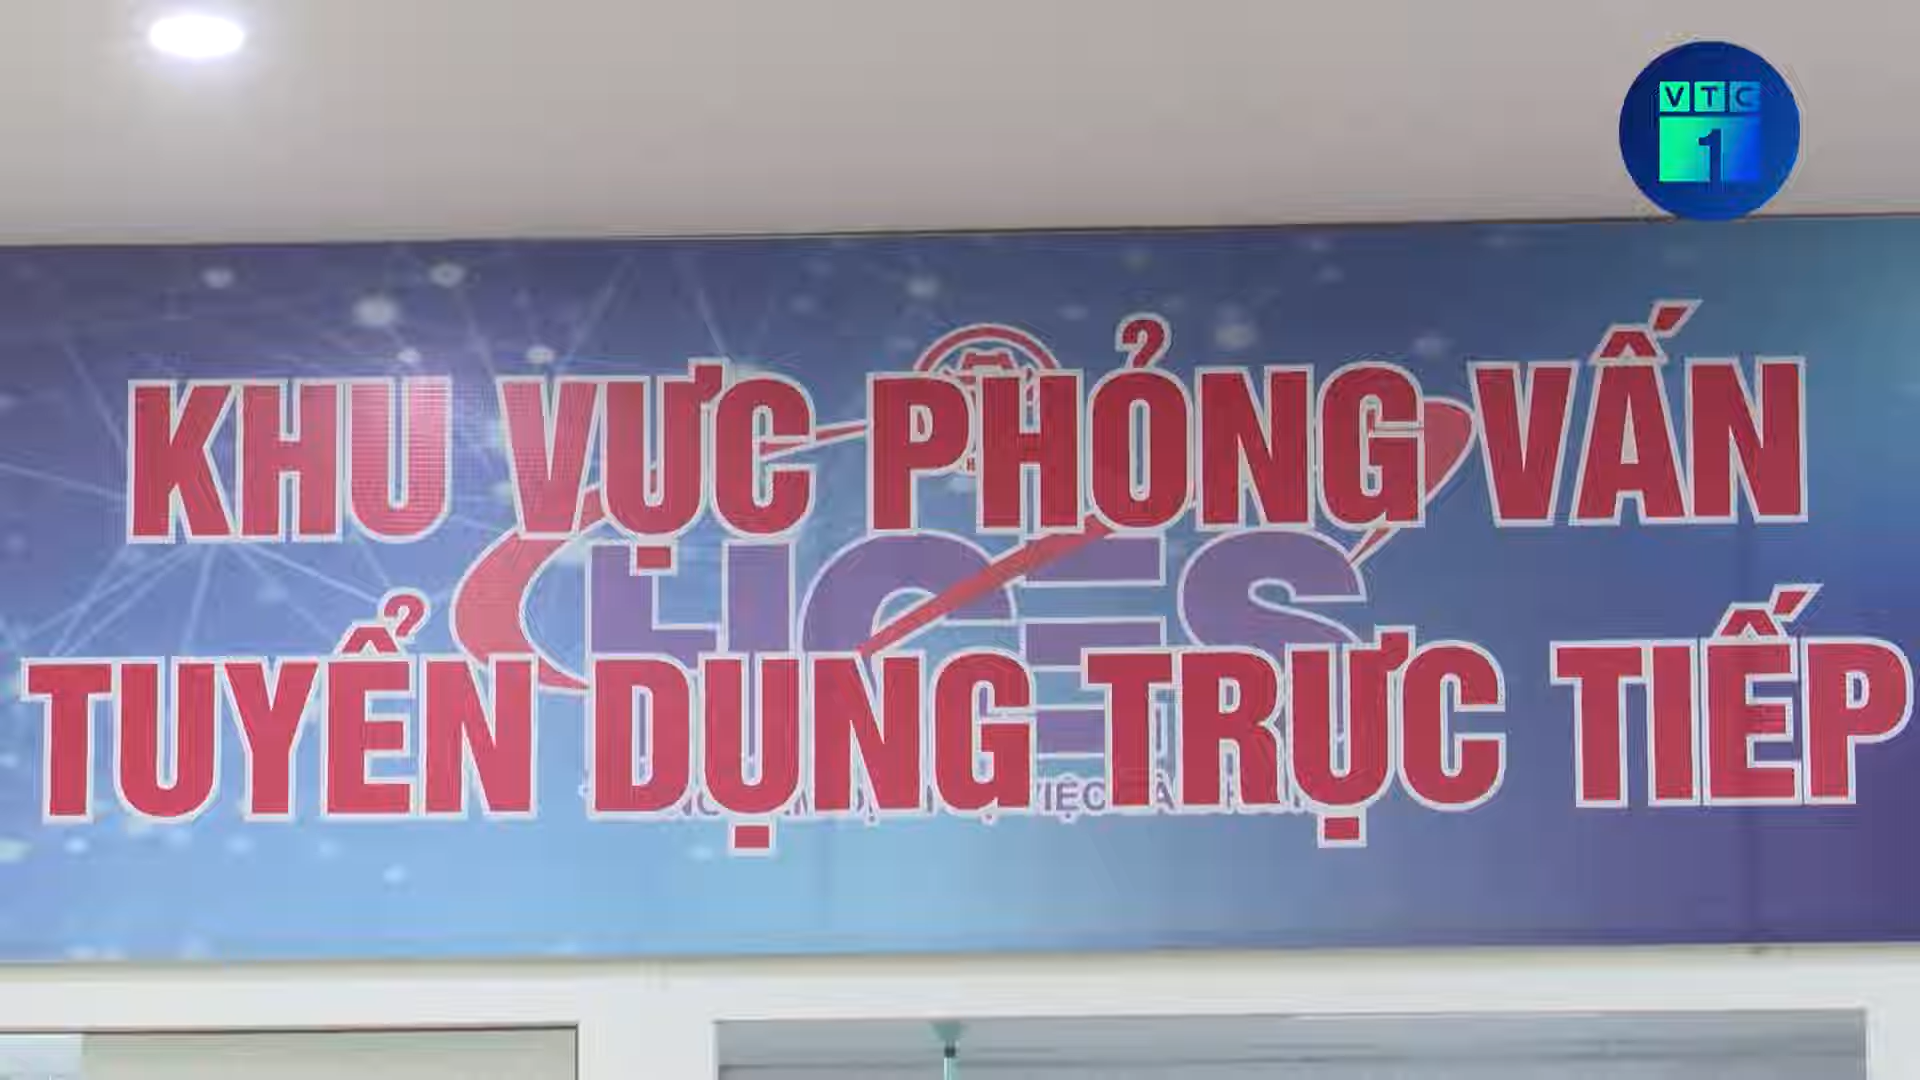 VTC
1
KHU VỰC PHỎNG VẤN
TUYỂN DỤNG TRỰC TIẾP